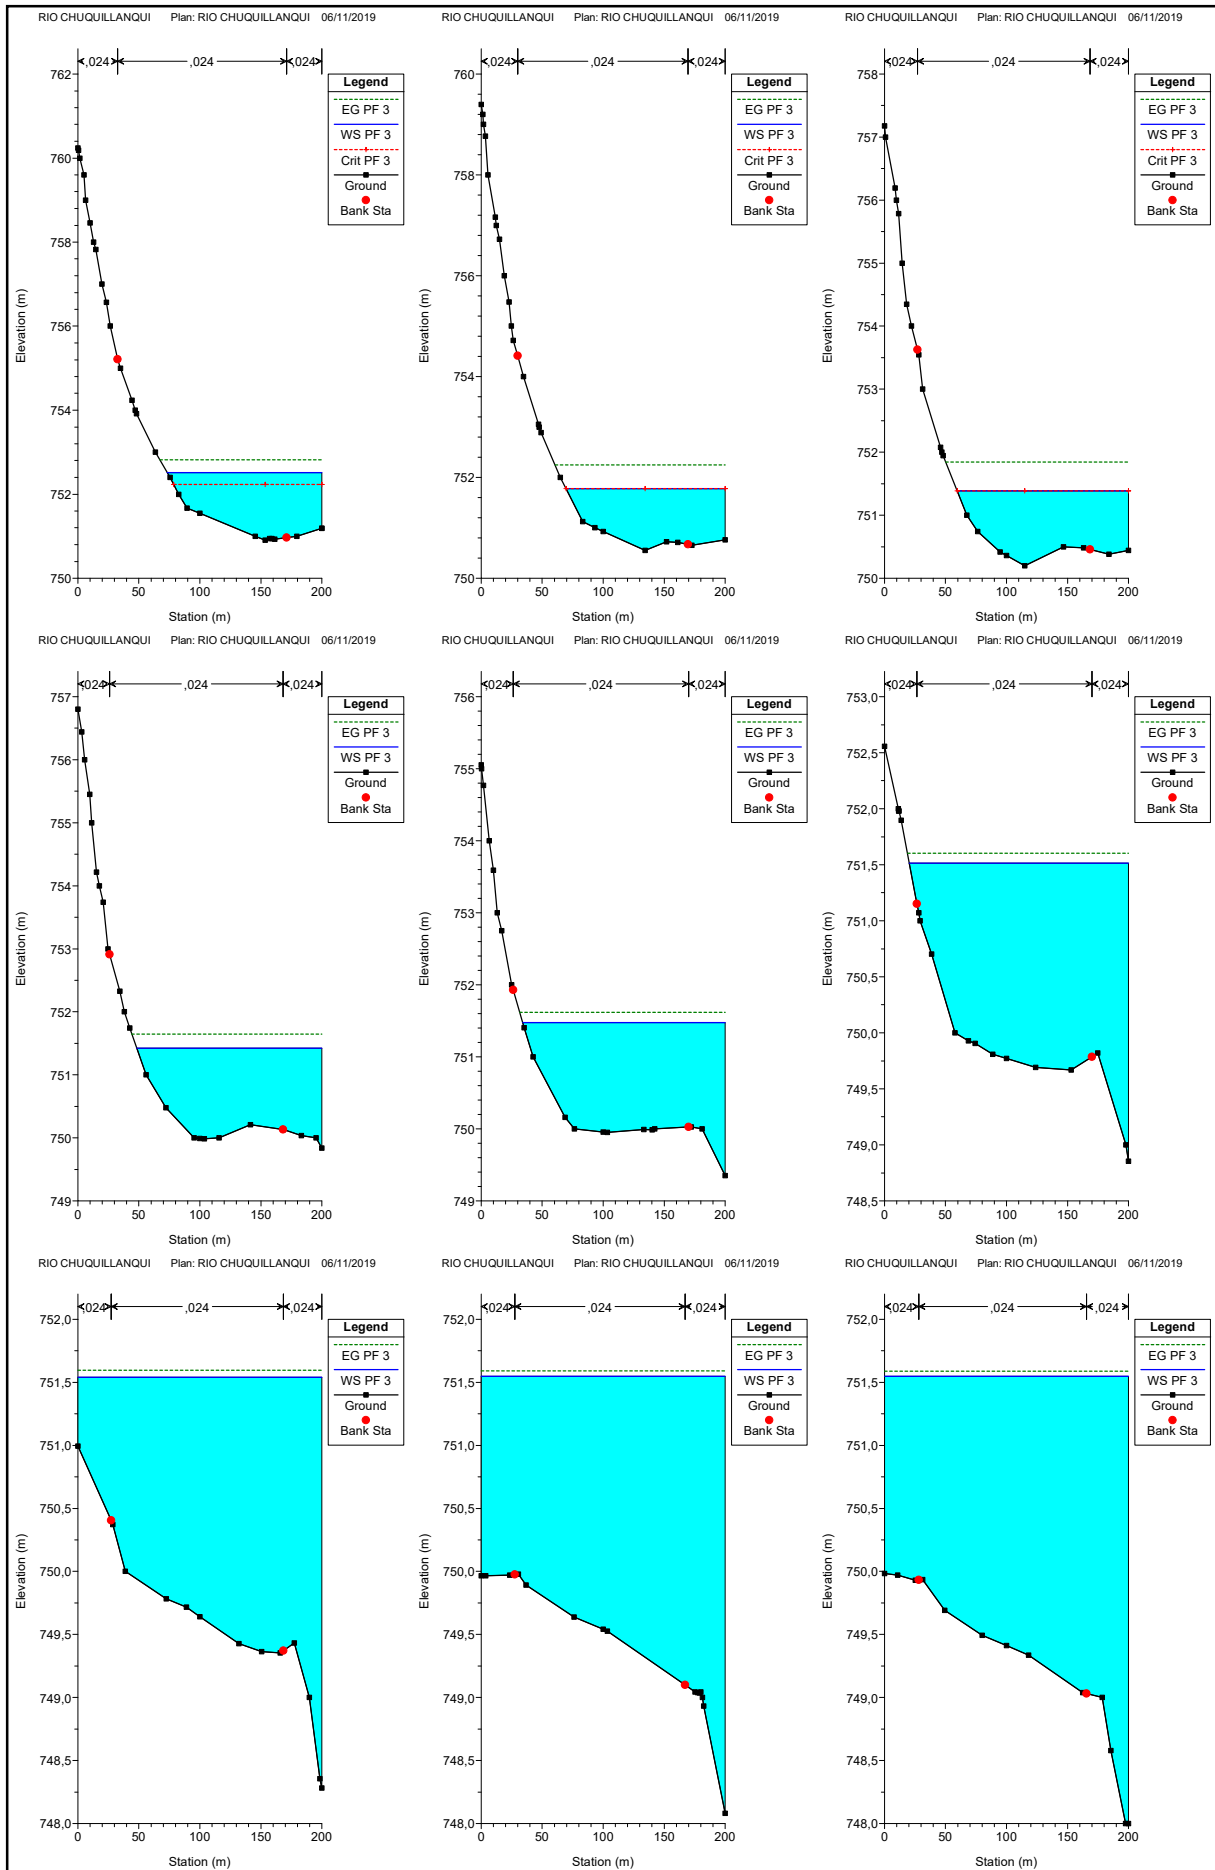 RIO CHUQUILLANQUI Plan: RIO CHUQUILLANQUI 06/11/2019
,024 ,024 ,024
Legend
EG PF 3
WS PF 3
Crit PF 3
Ground
Bank Sta
762
760
758
756
754
752
750
0 50 100 150 200
Elevation (m)
Station (m)
RIO CHUQUILLANQUI Plan: RIO CHUQUILLANQUI 06/11/2019
,024 ,024 ,024
Legend
EG PF 3
WS PF 3
Crit PF 3
Ground
Bank Sta
760
758
756
754
752
750
0 50 100 150 200
Elevation (m)
Station (m)
RIO CHUQUILLANQUI Plan: RIO CHUQUILLANQUI 06/11/2019
,024 ,024 ,024
Legend
EG PF 3
WS PF 3
Crit PF 3
Ground
Bank Sta
758
757
756
755
754
753
752
751
750
0 50 100 150 200
Elevation (m)
Station (m)
RIO CHUQUILLANQUI Plan: RIO CHUQUILLANQUI 06/11/2019
,024 ,024 ,024
Legend
EG PF 3
WS PF 3
Ground
Bank Sta
757
756
755
754
753
752
751
750
749
0 50 100 150 200
Elevation (m)
Station (m)
RIO CHUQUILLANQUI Plan: RIO CHUQUILLANQUI 06/11/2019
,024 ,024 ,024
Legend
EG PF 3
WS PF 3
Ground
Bank Sta
756
755
754
753
752
751
750
749
0 50 100 150 200
Elevation (m)
Station (m)
RIO CHUQUILLANQUI Plan: RIO CHUQUILLANQUI 06/11/2019
,024 ,024 ,024
Legend
EG PF 3
WS PF 3
Ground
Bank Sta
753,0
752,5
752,0
751,5
751,0
750,5
750,0
749,5
749,0
748,5
0 50 100 150 200
Elevation (m)
Station (m)
RIO CHUQUILLANQUI Plan: RIO CHUQUILLANQUI 06/11/2019
,024 ,024 ,024
Legend
EG PF 3
WS PF 3
Ground
Bank Sta
752,0
751,5
751,0
750,5
750,0
749,5
749,0
748,5
748,0
0 50 100 150 200
Elevation (m)
Station (m)
RIO CHUQUILLANQUI Plan: RIO CHUQUILLANQUI 06/11/2019
,024 ,024 ,024
Legend
EG PF 3
WS PF 3
Ground
Bank Sta
752,0
751,5
751,0
750,5
750,0
749,5
749,0
748,5
748,0
0 50 100 150 200
Elevation (m)
Station (m)
RIO CHUQUILLANQUI Plan: RIO CHUQUILLANQUI 06/11/2019
,024 ,024 ,024
Legend
EG PF 3
WS PF 3
Ground
Bank Sta
752,0
751,5
751,0
750,5
750,0
749,5
749,0
748,5
748,0
0 50 100 150 200
Elevation (m)
Station (m)